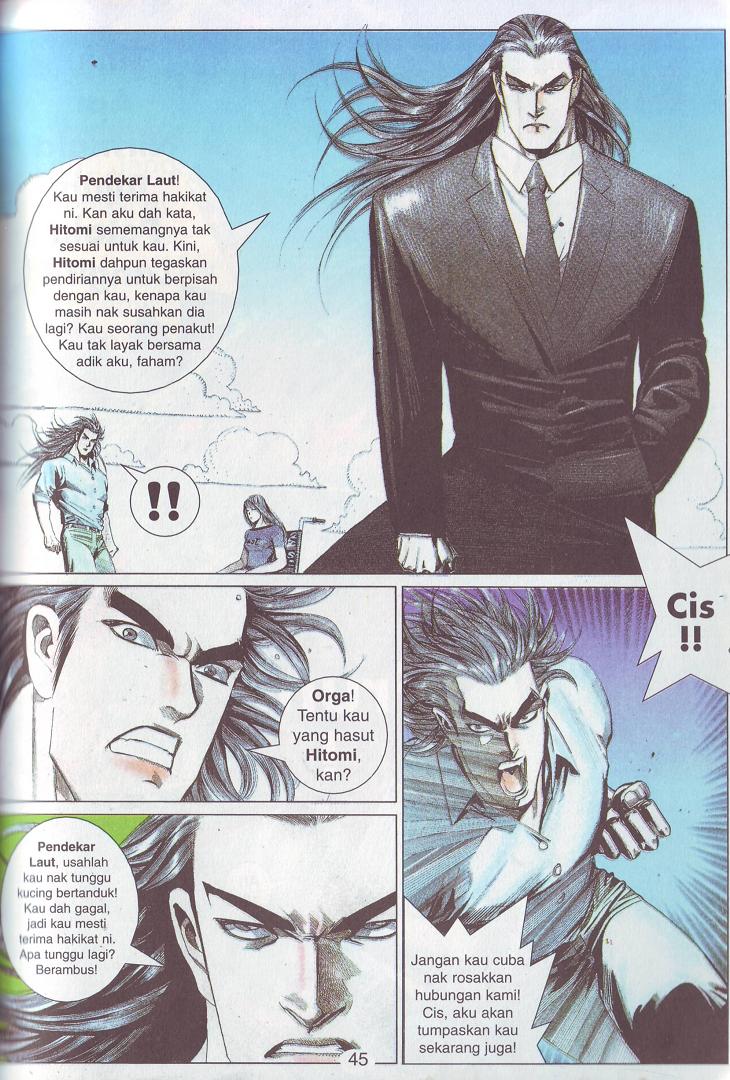 Pendekar Laut!
Kau mesti terima hakikat
ni. Kan aku dah kata,
Hitomi sememangnya tak
sesuai untuk kau. Kini,
Hitomi dahpun tegaskan
pendiriannya untuk berpisah
dengan kau, kenapa kau
masih nak susahkan dia
lagi? Kau seorang penakut!
Kau tak layak bersama
adik aku, faham?
!!
Orga!
Tentu kau
yang hasut
Hitomi,
kan?
Cis
!!
Pendekar
Laut, usahlah
kau nak tunggu
kucing bertanduk!
Kau dah gagal,
jadi kau mesti
terima hakikat ni.
Apa tunggu lagi?
Berambus!
Jangan kau cuba
nak rosakkan
hubungan kami!
Cis, aku akan
tumpaskan kau
sekarang juga!
45